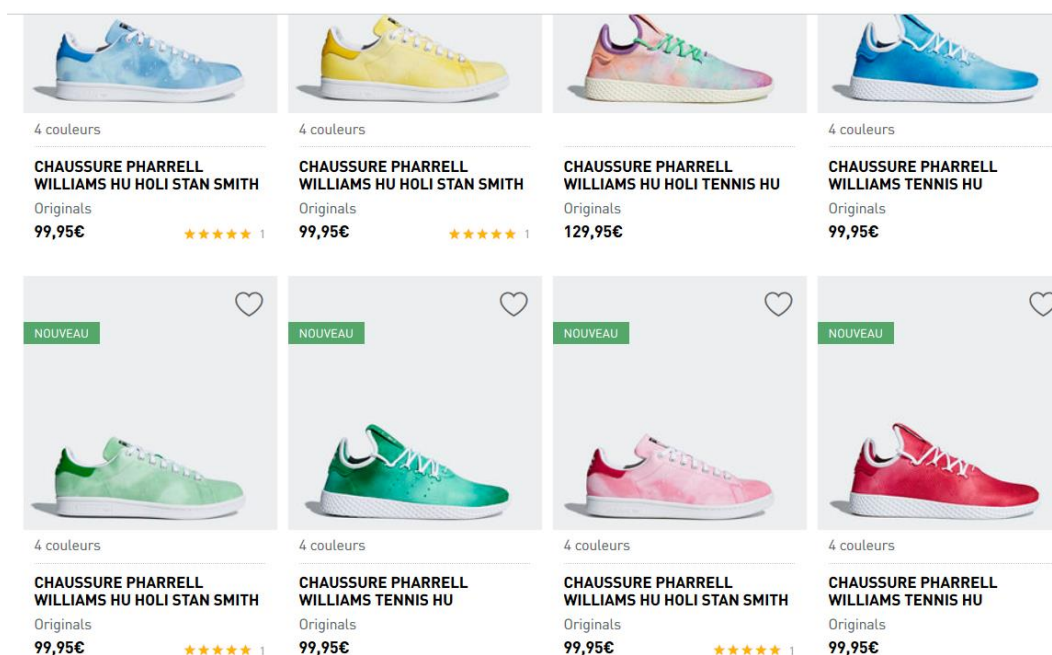 4 couleurs
4 couleurs
4 couleurs
CHAUSSURE PHARRELL
WILLIAMS HU HOLI STAN SMITH
Originals
99,95€ 1
CHAUSSURE PHARRELL
WILLIAMS HU HOLI STAN SMITH
Originals
99,95€ 1
CHAUSSURE PHARRELL
WILLIAMS HU HOLI TENNIS HU
Originals
129,95€
CHAUSSURE PHARRELL
WILLIAMS TENNIS HU
Originals
99,95€
NOUVEAU
NOUVEAU
NOUVEAU
NOUVEAU
4 couleurs
4 couleurs
4 couleurs
4 couleurs
CHAUSSURE PHARRELL
WILLIAMS HU HOLI STAN SMITH
Originals
99,95€ 1
CHAUSSURE PHARRELL
WILLIAMS TENNIS HU
Originals
99,95€
CHAUSSURE PHARRELL
WILLIAMS HU HOLI STAN SMITH
Originals
99,95€ 1
CHAUSSURE PHARRELL
WILLIAMS TENNIS HU
Originals
99,95€